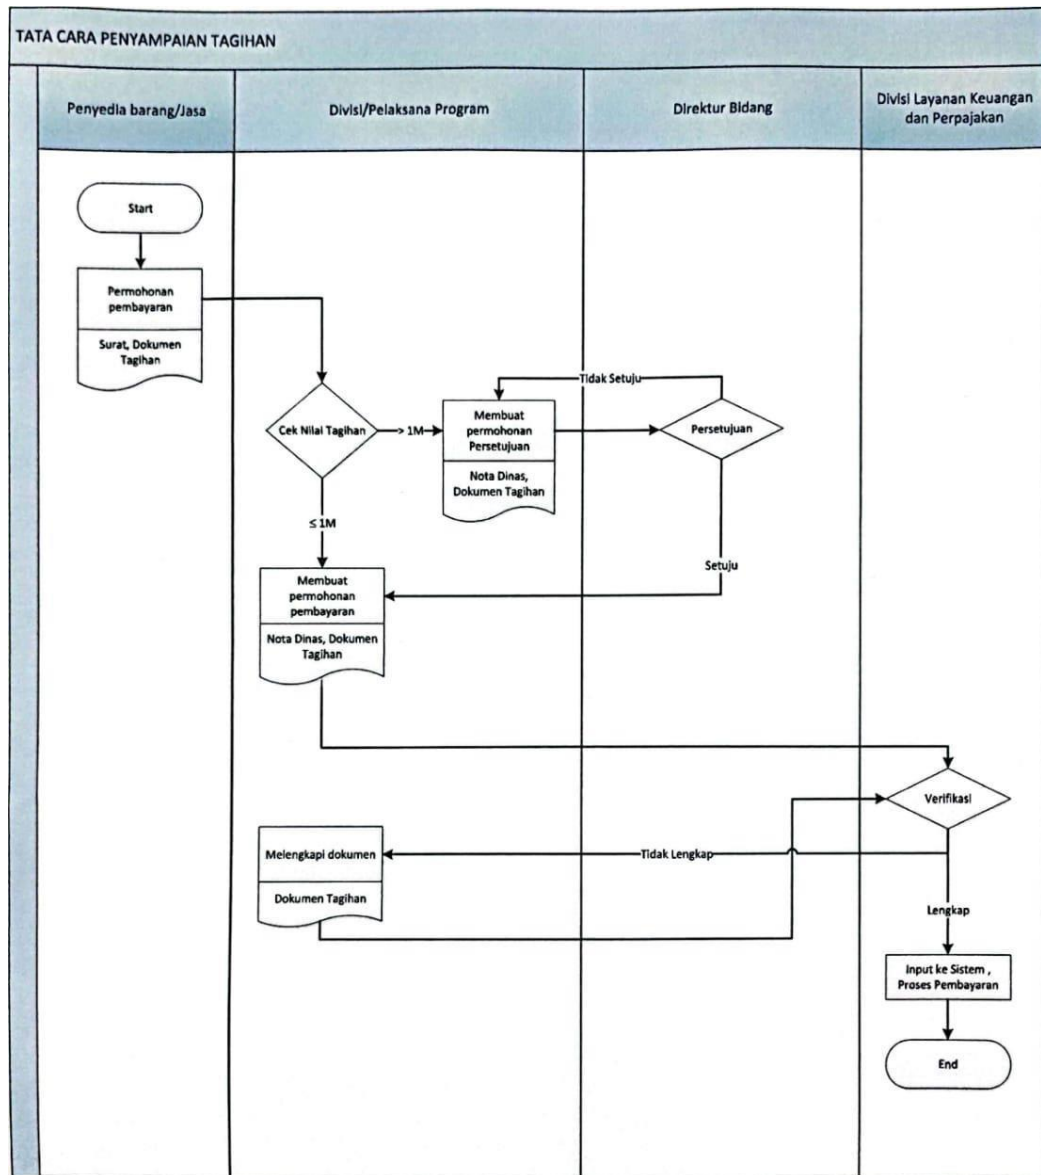 TATA CARA PENYAMPAIAN TAGIHAN
Penyedia barang/Jasa
Divisi/Pelaksana Program
Direktur Bidang
Divisi Layanan Keuangan
dan Perpajakan
Start
Permohonan
pembayaran
Surat, Dokumen
Tagihan
Cek Nilai Tagihan
> 1M
Membuat
permohonan
Persetujuan
Nota Dinas,
Dokumen Tagihan
Tidak Setuju
Persetujuan
≤ 1M
Setuju
Membuat
permohonan
pembayaran
Nota Dinas, Dokumen
Tagihan
Verifikasi
Melengkapi dokumen
Dokumen Tagihan
Tidak Lengkap
Lengkap
Input ke Sistem ,
Proses Pembayaran
End